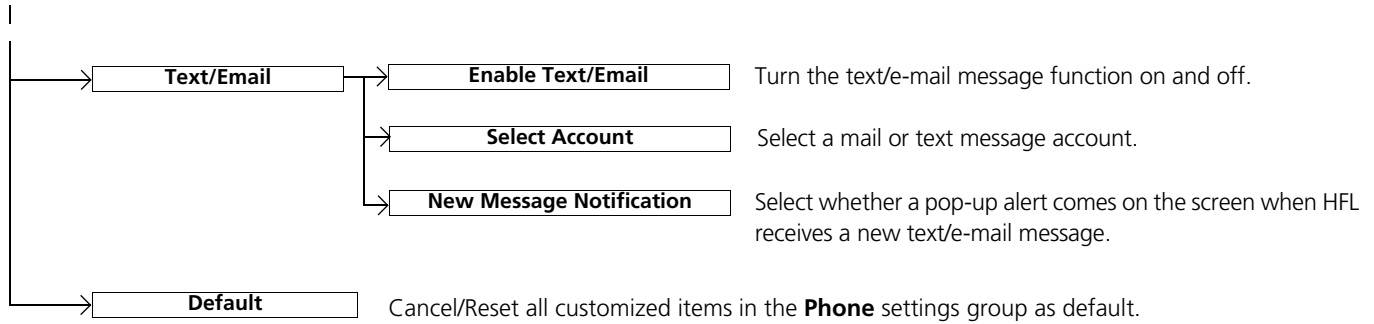 Text/Email
Enable Text/Email
Turn the text/e-mail message function on and off.
Select Account
Select a mail or text message account.
New Message Notification
Select whether a pop-up alert comes on the screen when HFL
receives a new text/e-mail message.
Default
Cancel/Reset all customized items in the Phone settings group as default.